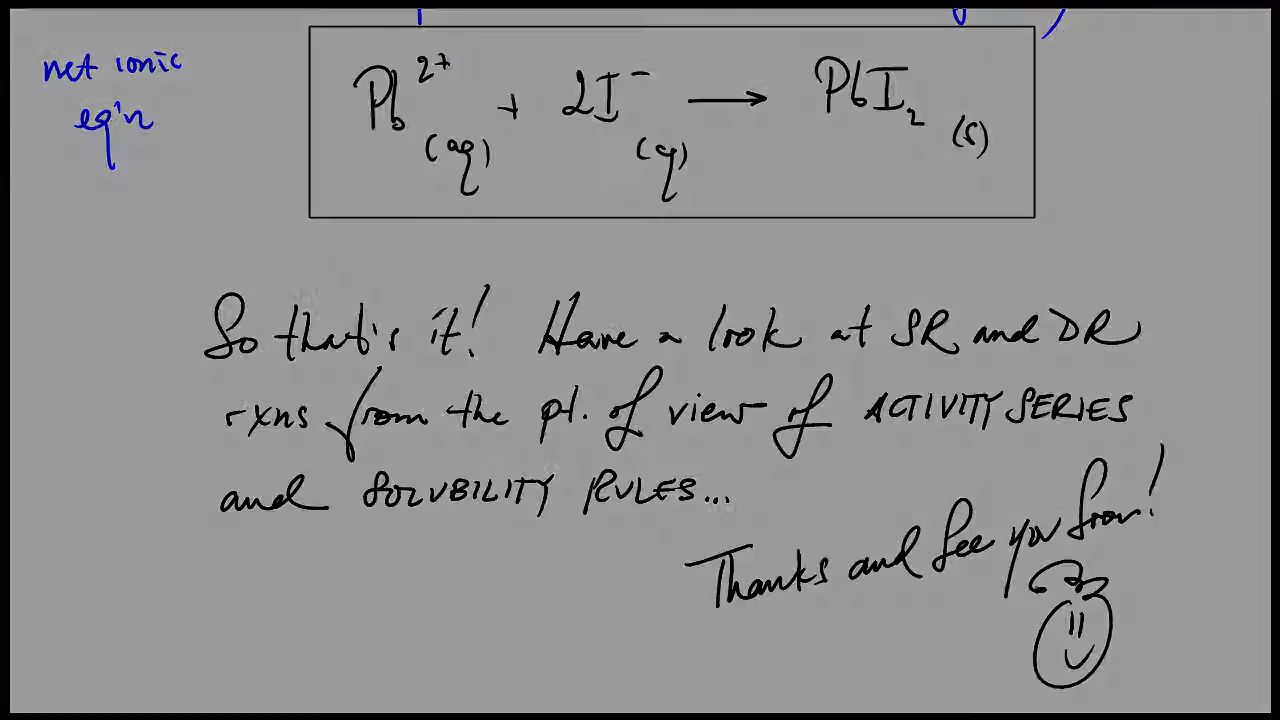 net ionic
eq'n
Pb²⁺(aq) + 2I⁻(q) → PbI₂(s)
So that's it! Have a look at SR and DR
rxns from the pt. of view of ACTIVITY SERIES
and SOLUBILITY RULES...
Thanks and See you Soon!